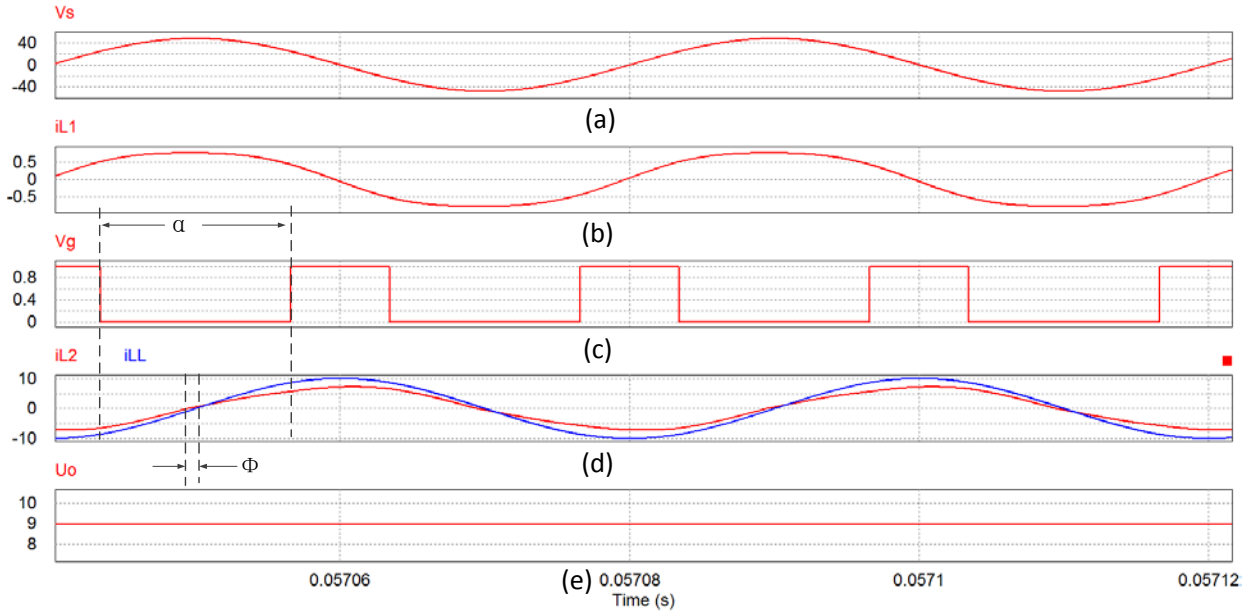 Vs
40
0
-40
(a)
iL1
0.5
0
-0.5
α
(b)
Vg
0.8
0.4
0
(c)
iL2 iLL
10
0
-10
(d)
Φ
Uo
10
9
8
0.05706 0.05708 0.0571 0.05712
(e)
Time (s)